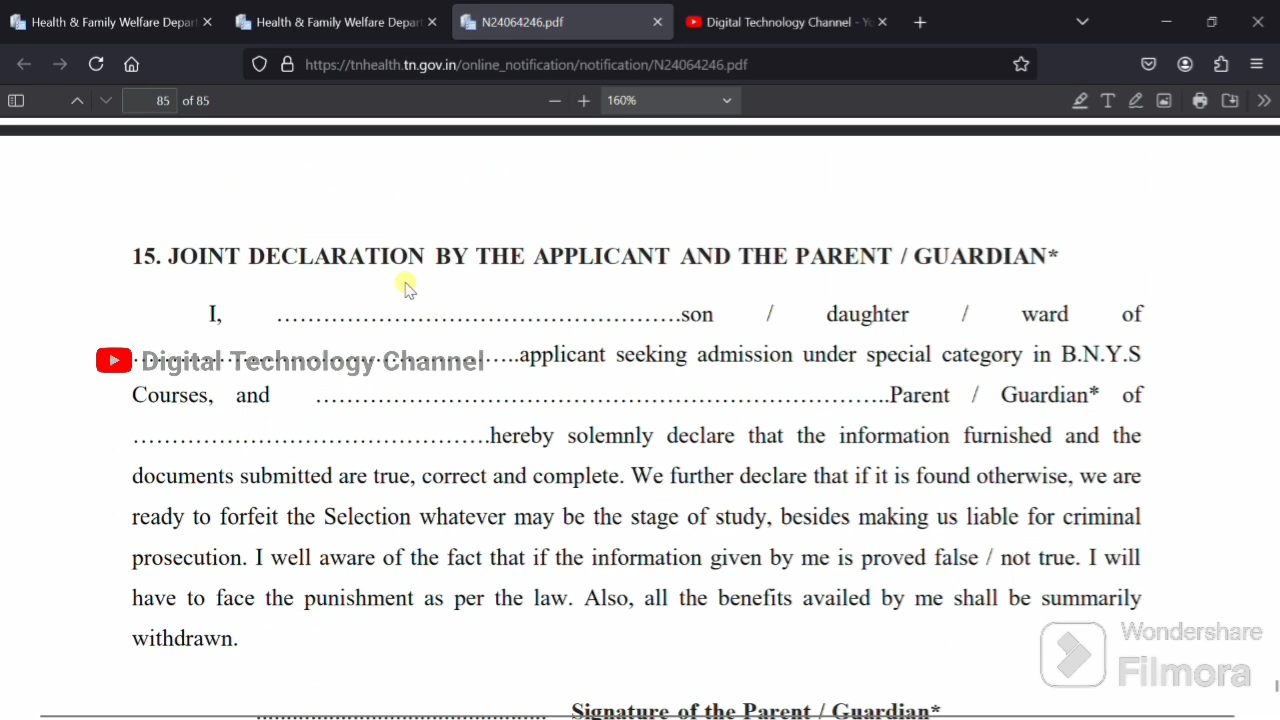 Health & Family Welfare Depar
Health & Family Welfare Depar
N24064246.pdf
Digital Technology Channel - Yo
https://tnhealth.tn.gov.in/online_notification/notification/N24064246.pdf
85 of 85
160%
15. JOINT DECLARATION BY THE APPLICANT AND THE PARENT / GUARDIAN*
I, ……………………………………………..son / daughter / ward of
…………………………………………..applicant seeking admission under special category in B.N.Y.S
Digital Technology Channel
Courses, and ………………………………………………………………..Parent / Guardian* of
……………………………………….hereby solemnly declare that the information furnished and the
documents submitted are true, correct and complete. We further declare that if it is found otherwise, we are
ready to forfeit the Selection whatever may be the stage of study, besides making us liable for criminal
prosecution. I well aware of the fact that if the information given by me is proved false / not true. I will
have to face the punishment as per the law. Also, all the benefits availed by me shall be summarily
withdrawn.
Wondershare
Filmora
……………………………………… Signature of the Parent / Guardian*